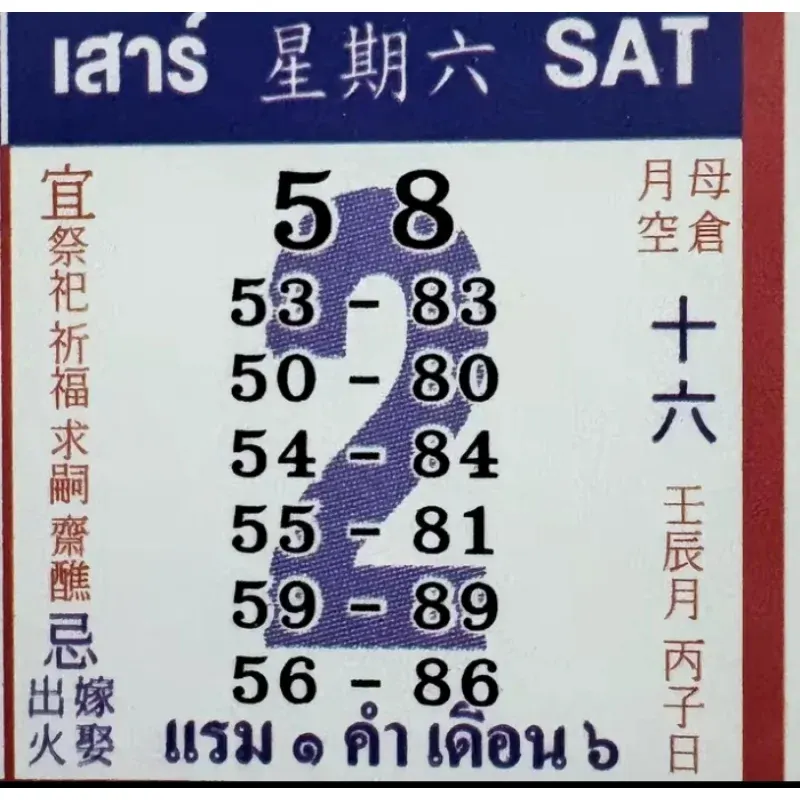 เสาร์ 星期六 SAT
宜
祭祀祈福求嗣齋醮
忌
嫁娶
出火
2
5 8
53 - 83
50 - 80
54 - 84
55 - 81
59 - 89
56 - 86
母倉
月空
十六
壬辰月丙子日
แรม ๑ ค่ำ เดือน ๖